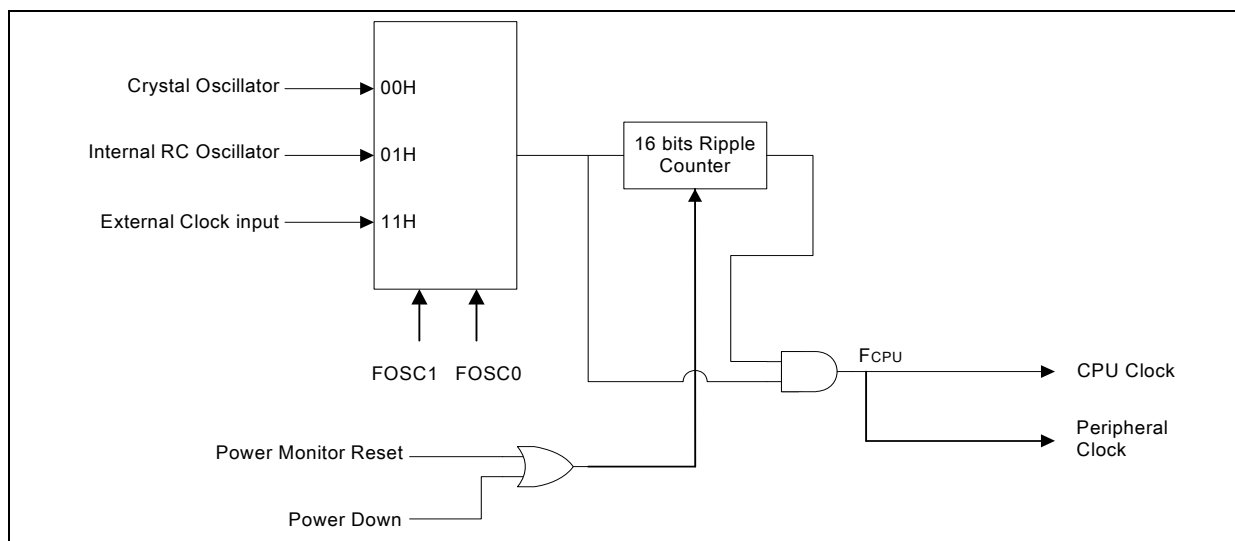 Crystal Oscillator
00H
Internal RC Oscillator
01H
External Clock input
11H
16 bits Ripple
Counter
FOSC1
FOSC0
FCPU
CPU Clock
Peripheral
Clock
Power Monitor Reset
Power Down